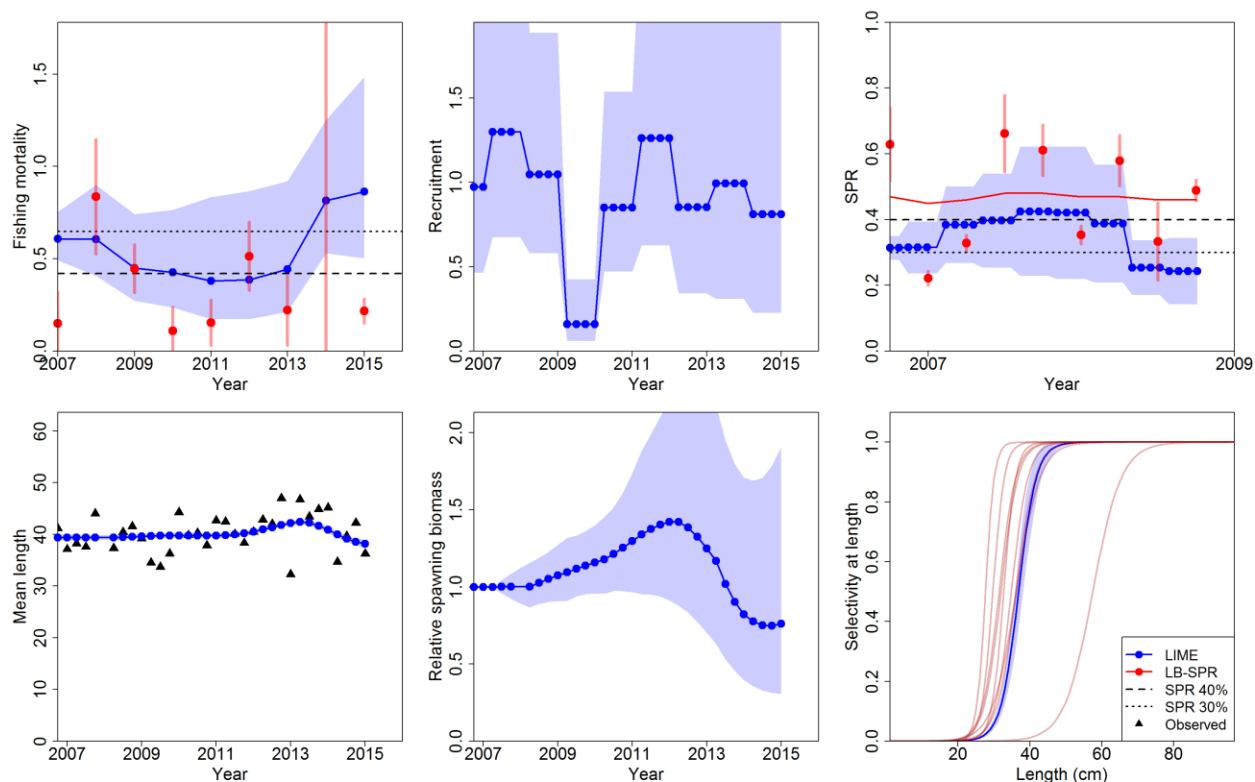 Fishing mortality
0.0 0.5 1.0 1.5
2007 2009 2011 2013 2015
Year
Recruitment
0.0 0.5 1.0 1.5
2007 2009 2011 2013 2015
Year
SPR
0.0 0.2 0.4 0.6 0.8 1.0
2007 2009
Year
Mean length
0 10 20 30 40 50 60
2007 2009 2011 2013 2015
Year
Relative spawning biomass
0.0 0.5 1.0 1.5 2.0
2007 2009 2011 2013 2015
Year
Selectivity at length
0.0 0.2 0.4 0.6 0.8 1.0
20 40 60 80
Length (cm)
LIME
LB-SPR
SPR 40%
SPR 30%
Observed